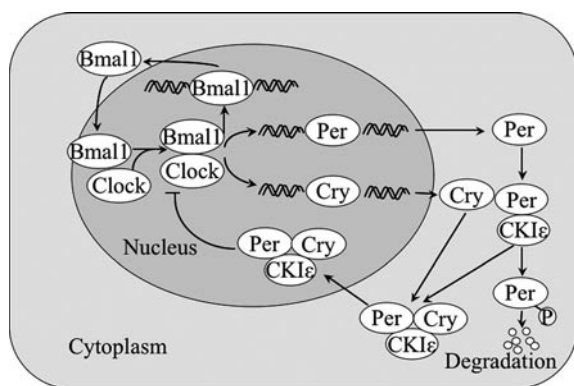 Bmal1
Bmal1
Bmal1
Clock
Bmal1
Clock
Per
Per
Cry
Cry
Per
CKIε
Nucleus
Per
Cry
CKIε
Per
P
Per
Cry
CKIε
Cytoplasm
Degradation